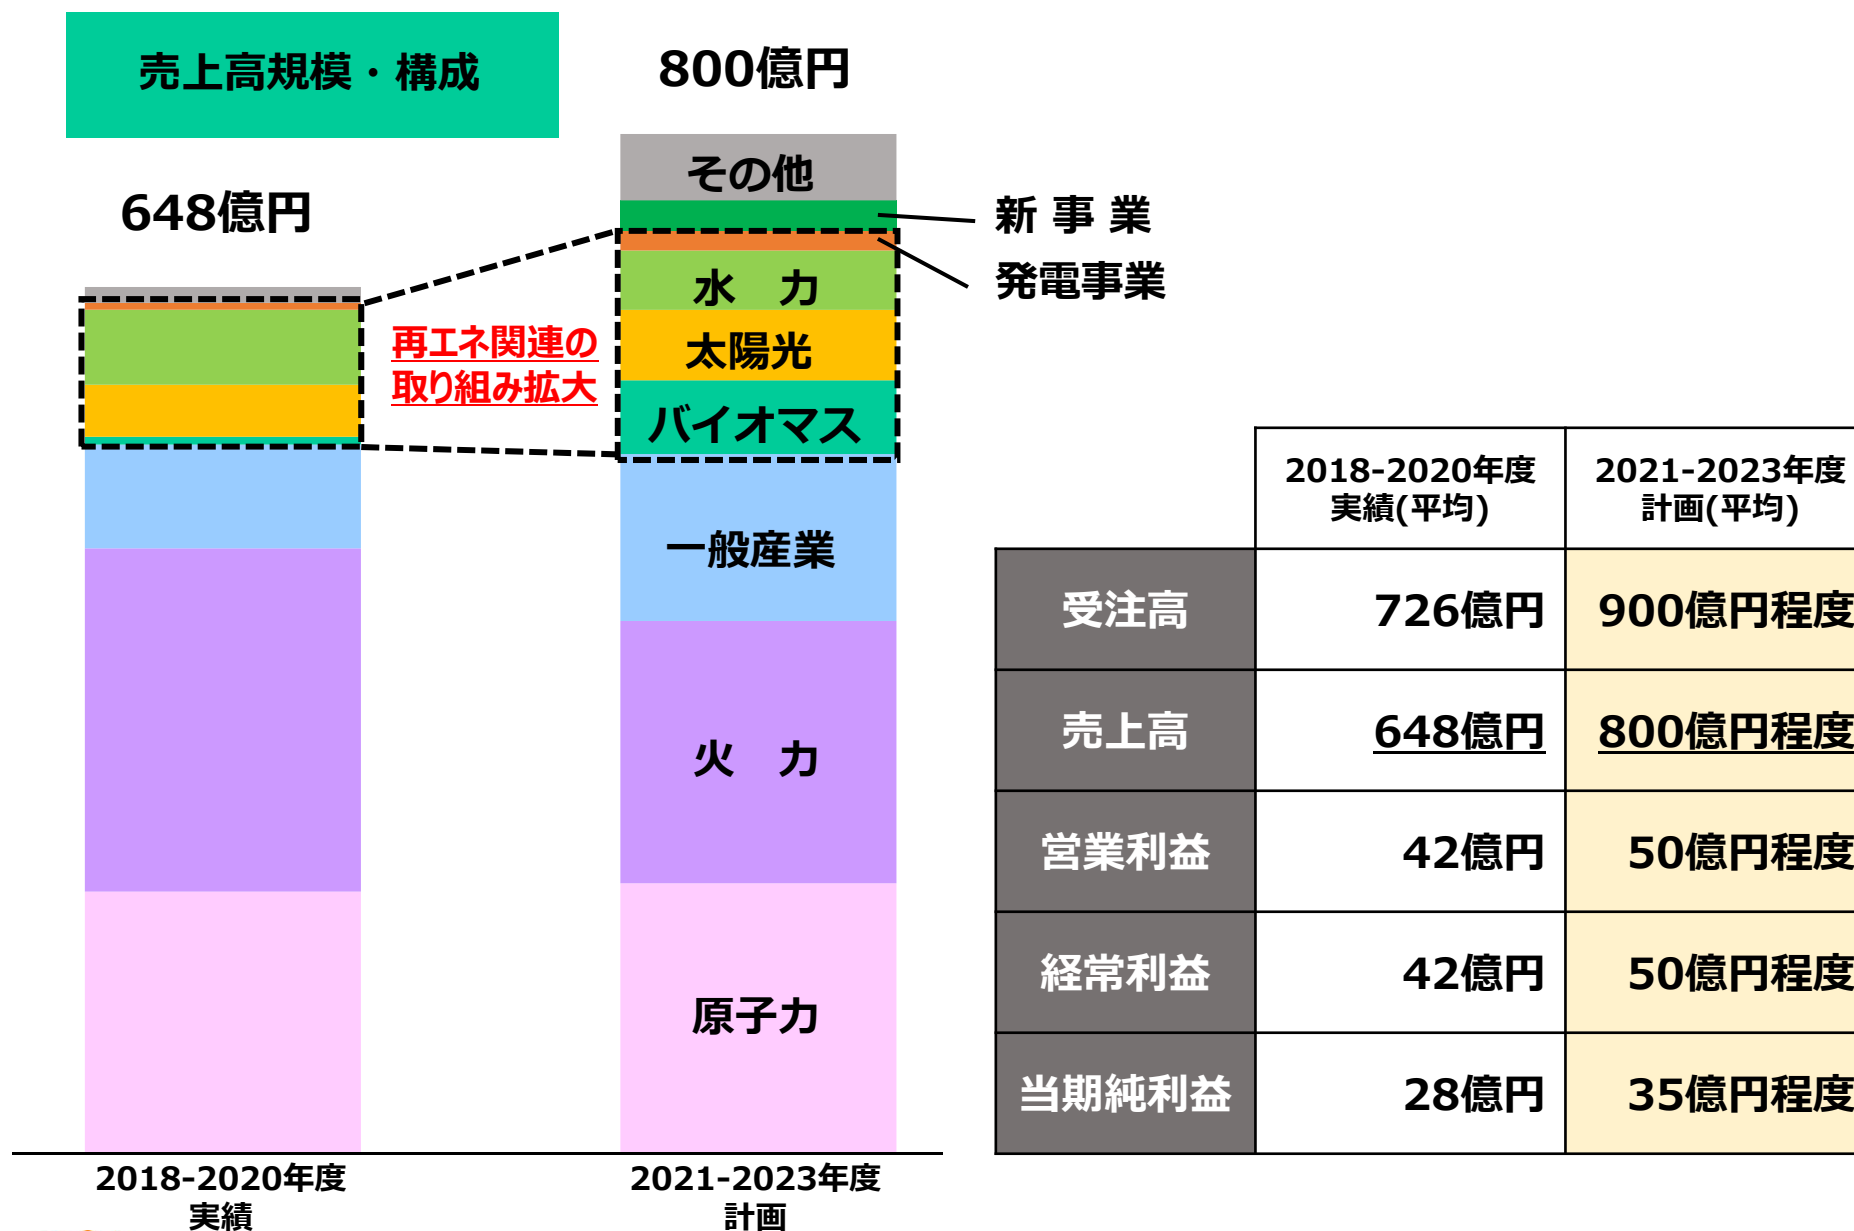 売上高規模・構成
800億円
648億円
その他
新 事 業
発電事業
水　力
太陽光
バイオマス
再エネ関連の
取り組み拡大
一般産業
火　力
原子力
2018-2020年度
実績
2021-2023年度
計画
2018-2020年度
実績(平均)
2021-2023年度
計画(平均)
受注高 726億円 900億円程度
売上高 648億円 800億円程度
営業利益 42億円 50億円程度
経常利益 42億円 50億円程度
当期純利益 28億円 35億円程度